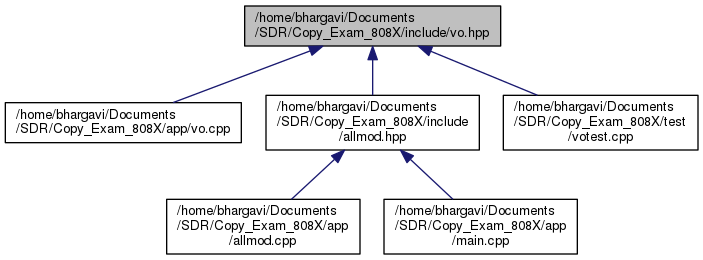 /home/bhargavi/Documents
/SDR/Copy_Exam_808X/include/vo.hpp
/home/bhargavi/Documents
/SDR/Copy_Exam_808X/app/vo.cpp
/home/bhargavi/Documents
/SDR/Copy_Exam_808X/include
/allmod.hpp
/home/bhargavi/Documents
/SDR/Copy_Exam_808X/test
/votest.cpp
/home/bhargavi/Documents
/SDR/Copy_Exam_808X/app
/allmod.cpp
/home/bhargavi/Documents
/SDR/Copy_Exam_808X/app
/main.cpp